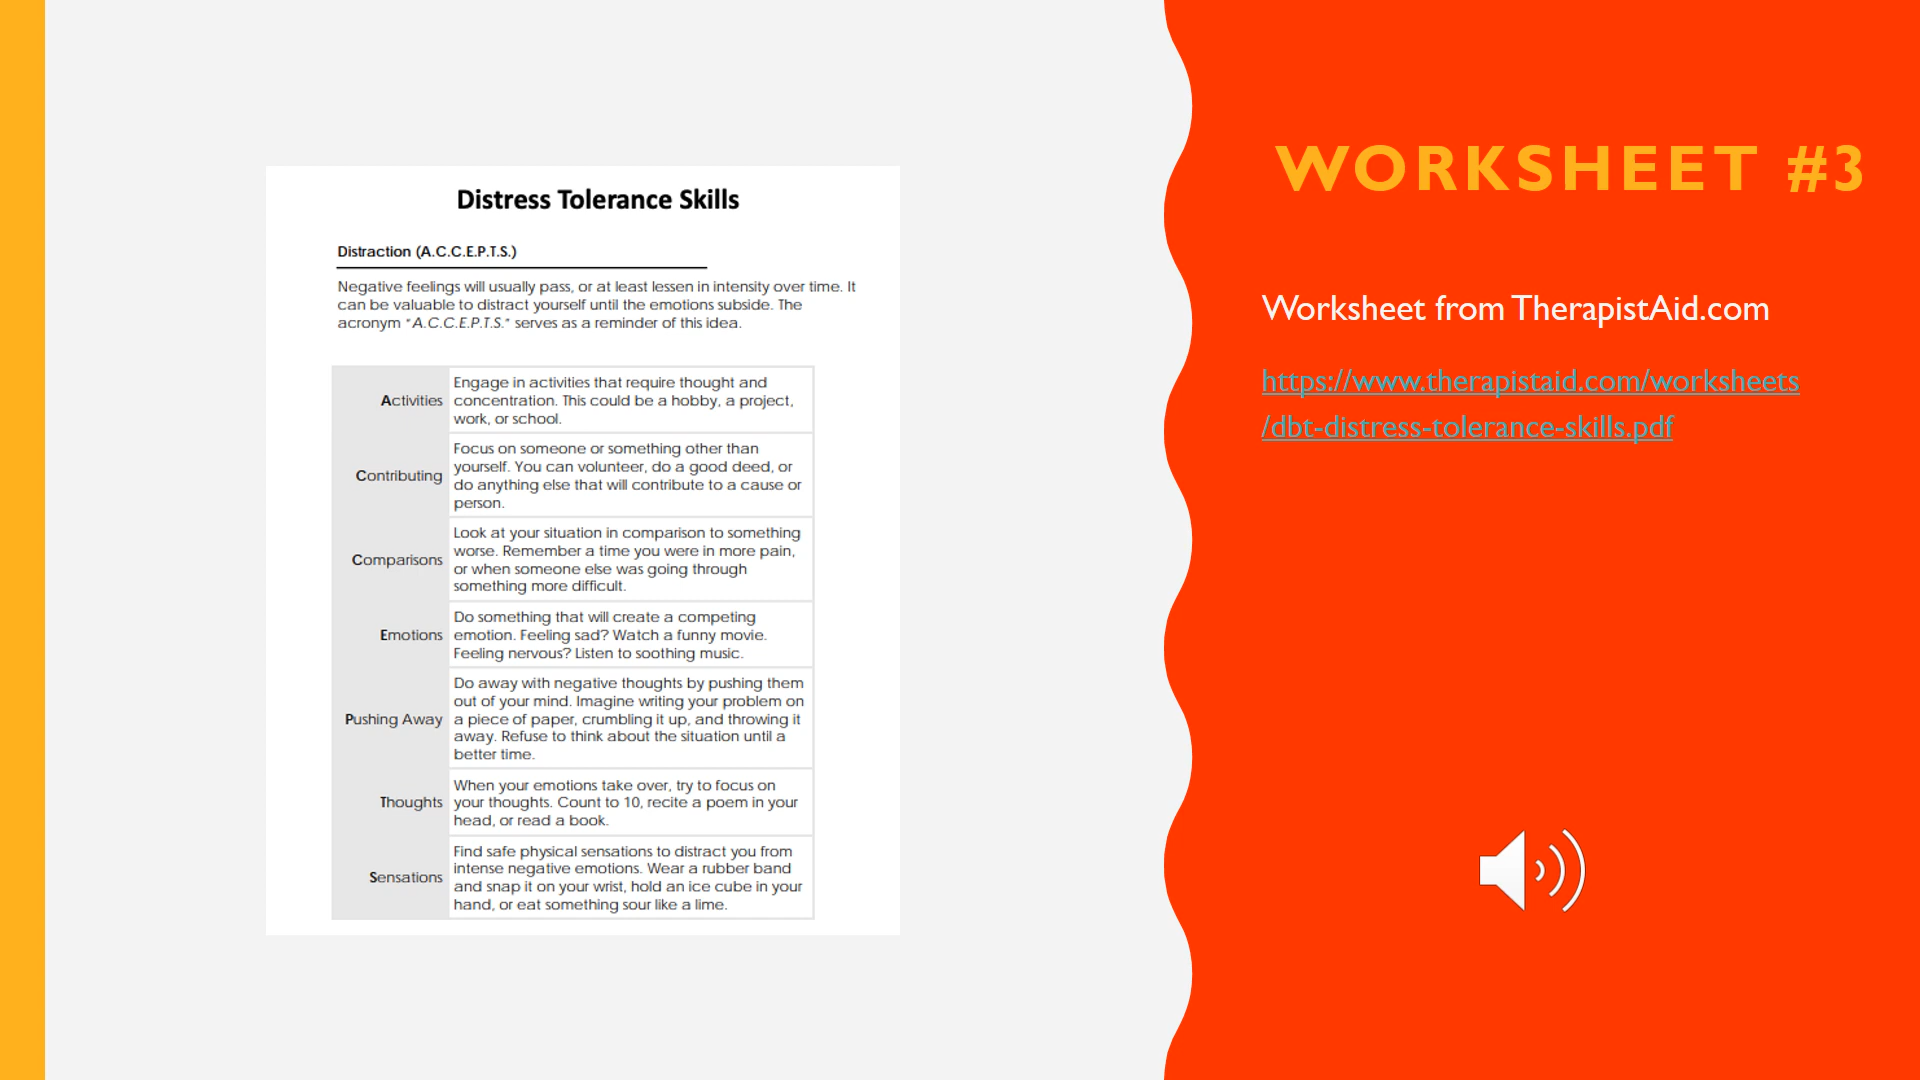 Distress Tolerance Skills
Distraction (A.C.C.E.P.T.S.)
Negative feelings will usually pass, or at least lessen in intensity over time. It
can be valuable to distract yourself until the emotions subside. The
acronym "A.C.C.E.P.T.S." serves as a reminder of this idea.
Activities
Engage in activities that require thought and
concentration. This could be a hobby, a project,
work, or school.
Contributing
Focus on someone or something other than
yourself. You can volunteer, do a good deed, or
do anything else that will contribute to a cause or
person.
Comparisons
Look at your situation in comparison to something
worse. Remember a time you were in more pain,
or when someone else was going through
something more difficult.
Emotions
Do something that will create a competing
emotion. Feeling sad? Watch a funny movie.
Feeling nervous? Listen to soothing music.
Pushing Away
Do away with negative thoughts by pushing them
out of your mind. Imagine writing your problem on
a piece of paper, crumbling it up, and throwing it
away. Refuse to think about the situation until a
better time.
Thoughts
When your emotions take over, try to focus on
your thoughts. Count to 10, recite a poem in your
head, or read a book.
Sensations
Find safe physical sensations to distract you from
intense negative emotions. Wear a rubber band
and snap it on your wrist, hold an ice cube in your
hand, or eat something sour like a lime.
WORKSHEET #3
Worksheet from TherapistAid.com
https://www.therapistaid.com/worksheets
/dbt-distress-tolerance-skills.pdf